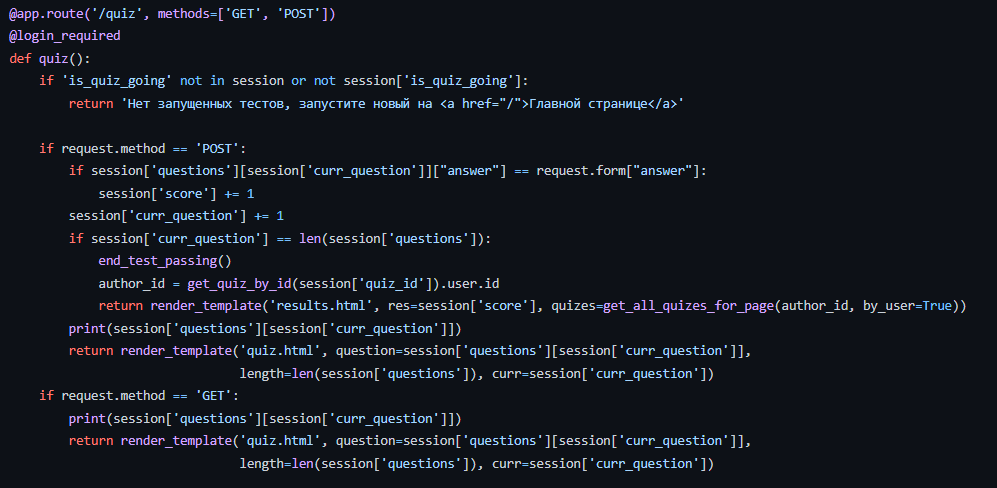 @app.route('/quiz', methods=['GET', 'POST'])
@login_required
def quiz():
    if 'is_quiz_going' not in session or not session['is_quiz_going']:
        return 'Нет запущенных тестов, запустите новый на <a href="/">Главной странице</a>'

    if request.method == 'POST':
        if session['questions'][session['curr_question']]["answer"] == request.form["answer"]:
            session['score'] += 1
        session['curr_question'] += 1
        if session['curr_question'] == len(session['questions']):
            end_test_passing()
            author_id = get_quiz_by_id(session['quiz_id']).user.id
            return render_template('results.html', res=session['score'], quizes=get_all_quizes_for_page(author_id, by_user=True))
        print(session['questions'][session['curr_question']])
        return render_template('quiz.html', question=session['questions'][session['curr_question']],
                               length=len(session['questions']), curr=session['curr_question'])
    if request.method == 'GET':
        print(session['questions'][session['curr_question']])
        return render_template('quiz.html', question=session['questions'][session['curr_question']],
                               length=len(session['questions']), curr=session['curr_question'])